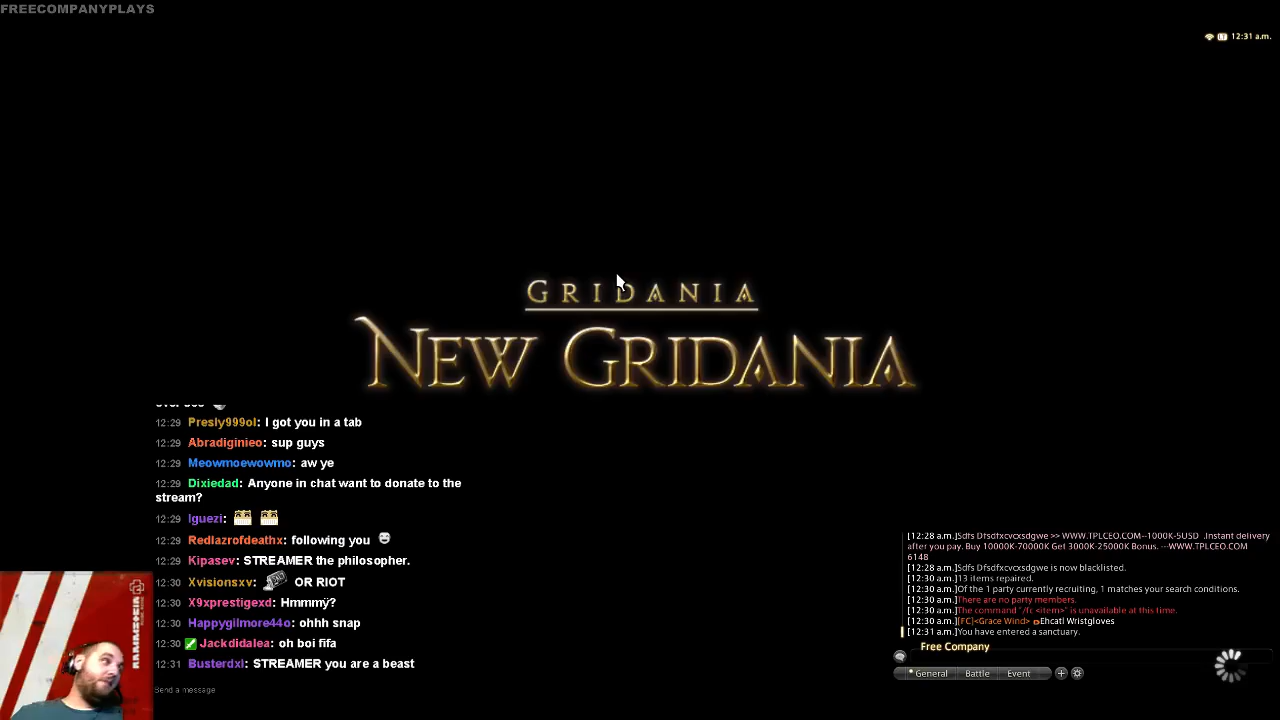 FREECOMPANYPLAYS
12:31 a.m.
GRIDANIA
NEW GRIDANIA
12:29 Presly999ol: I got you in a tab
12:29 Abradiginieo: sup guys
12:29 Meowmoewowmo: aw ye
12:29 Dixiedad: Anyone in chat want to donate to the
stream?
12:29 Iguezi:
12:29 Redlazrofdeathx: following you
12:29 Kipasev: STREAMER the philosopher.
12:30 Xvisionsxv: OR RIOT
12:30 X9xprestigexd: Hmmmÿ?
12:30 Happygilmore44o: ohhh snap
12:30 Jackdidalea: oh boi fifa
12:31 Busterdxl: STREAMER you are a beast
Send a message
RAMMSTEIN
[12:28 a.m.]Sdfs Dfsdfxcvcxsdgwe >> WWW.TPLCEO.COM--1000K-5USD .Instant delivery
after you pay. Buy 10000K-70000K Get 3000K-25000K Bonus. ---WWW.TPLCEO.COM
6148
[12:28 a.m.]Sdfs Dfsdfxcvcxsdgwe is now blacklisted.
[12:30 a.m.]13 items repaired.
[12:30 a.m.]Of the 1 party currently recruiting, 1 matches your search conditions.
[12:30 a.m.]There are no party members.
[12:30 a.m.]The command "/fc <item>" is unavailable at this time.
[12:30 a.m.][FC]<Grace Wind> Ehcatl Wristgloves
[12:31 a.m.]You have entered a sanctuary.
Free Company
General Battle Event